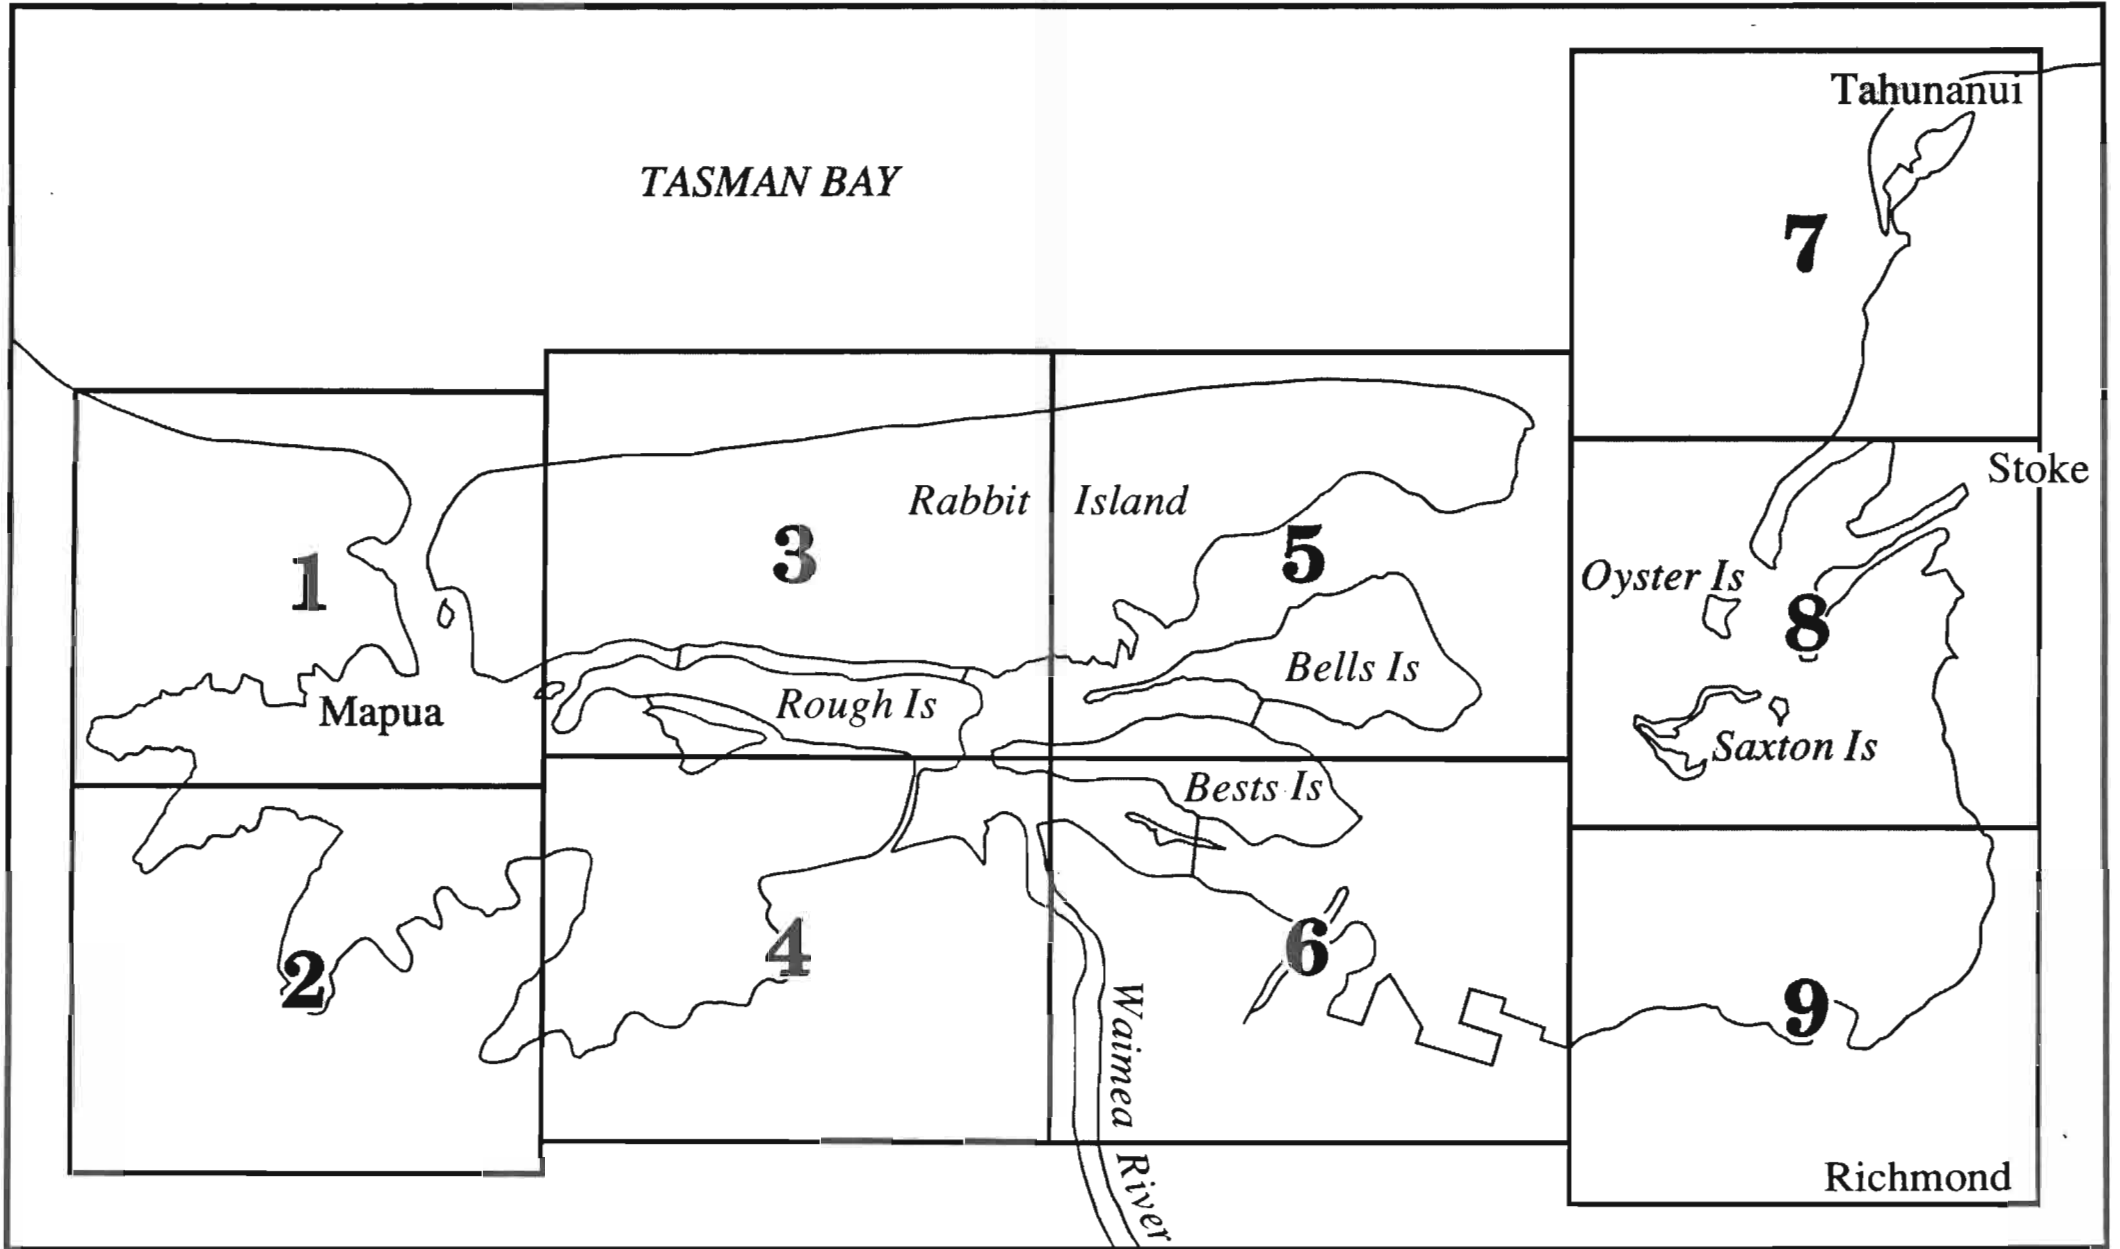 Tahunanui
TASMAN BAY
7
Stoke
Rabbit Island
3
5
1
Oyster Is
8
Bells Is
Rough Is
Mapua
Saxton Is
Bests Is
4
6
2
9
Waimea River
Richmond